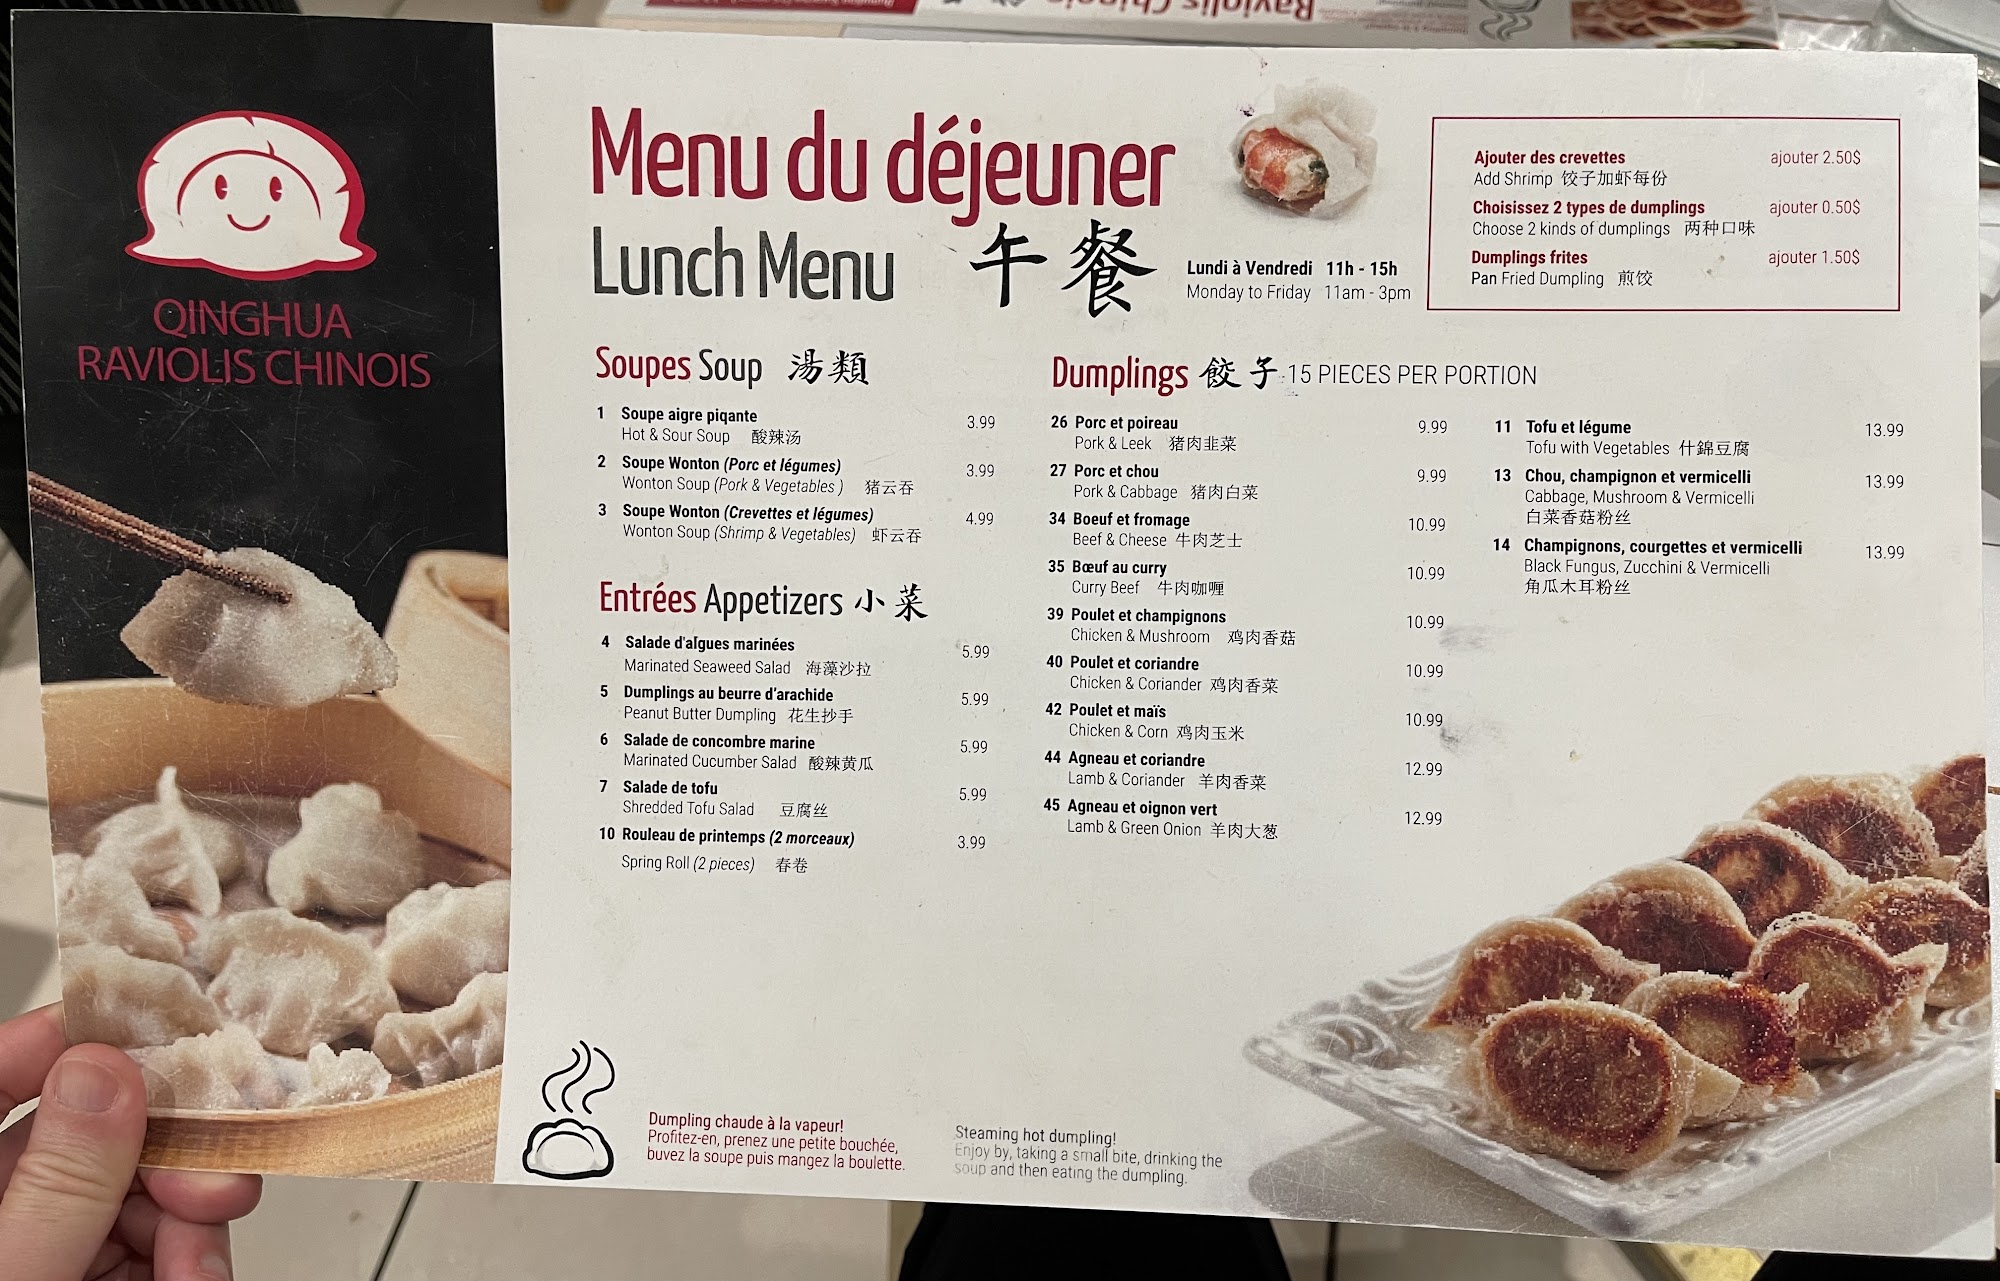 Raviolis Chinois
QINGHUA
RAVIOLIS CHINOIS
Menu du déjeuner
Lunch Menu 午餐
Lundi à Vendredi 11h - 15h
Monday to Friday 11am - 3pm
Ajouter des crevettes ajouter 2.50$
Add Shrimp 饺子加虾每份
Choisissez 2 types de dumplings ajouter 0.50$
Choose 2 kinds of dumplings 两种口味
Dumplings frites ajouter 1.50$
Pan Fried Dumpling 煎饺
Soupes Soup 湯類
1 Soupe aigre piqante 3.99
Hot & Sour Soup 酸辣汤
2 Soupe Wonton (Porc et légumes) 3.99
Wonton Soup (Pork & Vegetables ) 猪云吞
3 Soupe Wonton (Crevettes et légumes) 4.99
Wonton Soup (Shrimp & Vegetables) 虾云吞
Entrées Appetizers 小菜
4 Salade d'algues marinées 5.99
Marinated Seaweed Salad 海藻沙拉
5 Dumplings au beurre d'arachide 5.99
Peanut Butter Dumpling 花生抄手
6 Salade de concombre marine 5.99
Marinated Cucumber Salad 酸辣黄瓜
7 Salade de tofu 5.99
Shredded Tofu Salad 豆腐丝
10 Rouleau de printemps (2 morceaux) 3.99
Spring Roll (2 pieces) 春卷
Dumplings 餃子 15 PIECES PER PORTION
26 Porc et poireau 9.99
Pork & Leek 猪肉韭菜
27 Porc et chou 9.99
Pork & Cabbage 猪肉白菜
34 Boeuf et fromage 10.99
Beef & Cheese 牛肉芝士
35 Bœuf au curry 10.99
Curry Beef 牛肉咖喱
39 Poulet et champignons 10.99
Chicken & Mushroom 鸡肉香菇
40 Poulet et coriandre 10.99
Chicken & Coriander 鸡肉香菜
42 Poulet et maïs 10.99
Chicken & Corn 鸡肉玉米
44 Agneau et coriandre 12.99
Lamb & Coriander 羊肉香菜
45 Agneau et oignon vert 12.99
Lamb & Green Onion 羊肉大葱
11 Tofu et légume 13.99
Tofu with Vegetables 什錦豆腐
13 Chou, champignon et vermicelli 13.99
Cabbage, Mushroom & Vermicelli
白菜香菇粉丝
14 Champignons, courgettes et vermicelli 13.99
Black Fungus, Zucchini & Vermicelli
角瓜木耳粉丝
Dumpling chaude à la vapeur!
Profitez-en, prenez une petite bouchée,
buvez la soupe puis mangez la boulette.
Steaming hot dumpling!
Enjoy by, taking a small bite, drinking the
soup and then eating the dumpling.